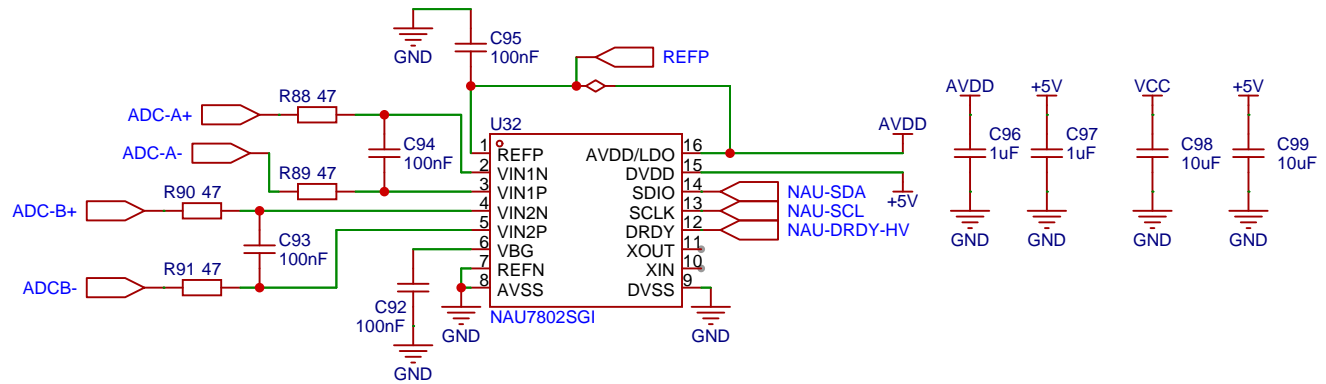 C95
100nF
GND
REFP
R88 47
ADC-A+
C94
100nF
ADC-A-
R89 47
R90 47
ADC-B+
C93
100nF
R91 47
ADCB-
C92
100nF
GND
GND
U32
1 REFP
2 VIN1N
3 VIN1P
4 VIN2N
5 VIN2P
6 VBG
7 REFN
8 AVSS
AVDD/LDO 16
DVDD 15
SDIO 14
SCLK 13
DRDY 12
XOUT 11
XIN 10
DVSS 9
NAU7802SGI
AVDD
+5V
NAU-SDA
NAU-SCL
NAU-DRDY-HV
GND
AVDD
C96
1uF
GND
+5V
C97
1uF
GND
VCC
C98
10uF
GND
+5V
C99
10uF
GND